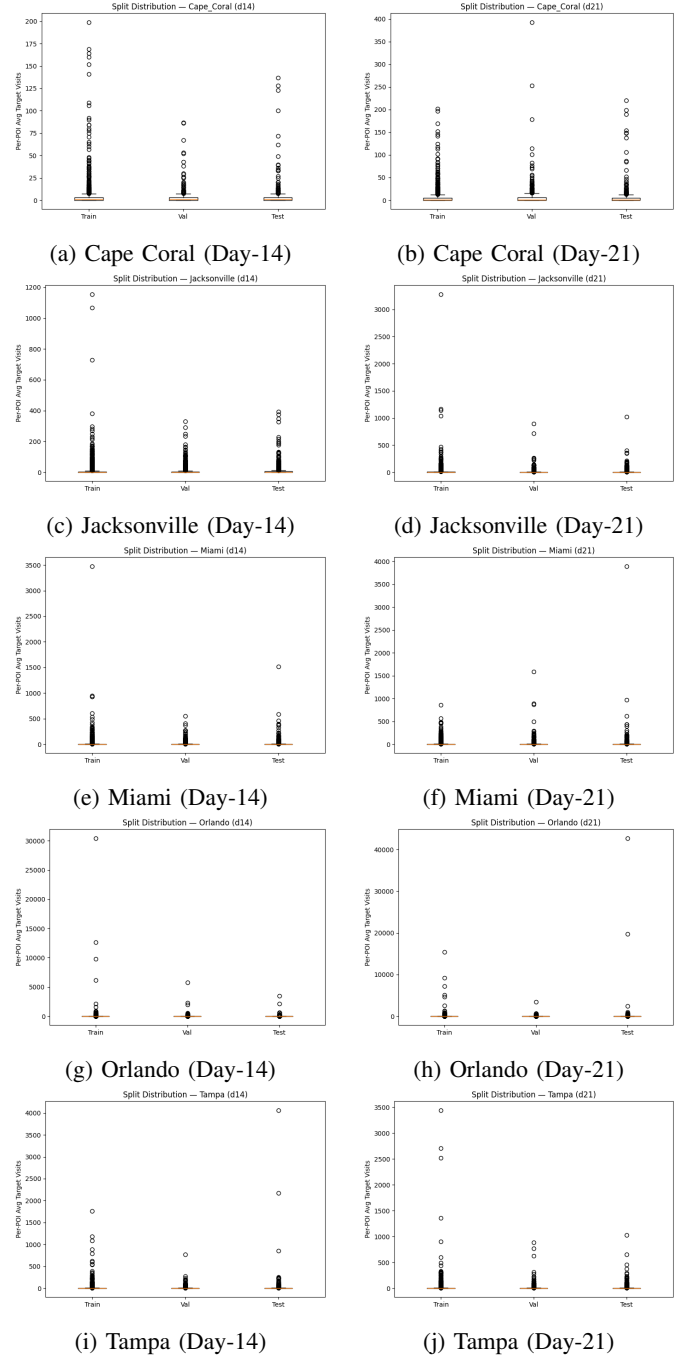 Split Distribution — Cape_Coral (d14)
Per-POI Avg Target Visits
200
175
150
125
100
75
50
25
0
Train Val Test
(a) Cape Coral (Day-14)
Split Distribution — Cape_Coral (d21)
Per-POI Avg Target Visits
400
350
300
250
200
150
100
50
0
Train Val Test
(b) Cape Coral (Day-21)
Split Distribution — Jacksonville (d14)
Per-POI Avg Target Visits
1200
1000
800
600
400
200
0
Train Val Test
(c) Jacksonville (Day-14)
Split Distribution — Jacksonville (d21)
Per-POI Avg Target Visits
3000
2500
2000
1500
1000
500
0
Train Val Test
(d) Jacksonville (Day-21)
Split Distribution — Miami (d14)
Per-POI Avg Target Visits
3500
3000
2500
2000
1500
1000
500
0
Train Val Test
(e) Miami (Day-14)
Split Distribution — Miami (d21)
Per-POI Avg Target Visits
4000
3500
3000
2500
2000
1500
1000
500
0
Train Val Test
(f) Miami (Day-21)
Split Distribution — Orlando (d14)
Per-POI Avg Target Visits
30000
25000
20000
15000
10000
5000
0
Train Val Test
(g) Orlando (Day-14)
Split Distribution — Orlando (d21)
Per-POI Avg Target Visits
40000
30000
20000
10000
0
Train Val Test
(h) Orlando (Day-21)
Split Distribution — Tampa (d14)
Per-POI Avg Target Visits
4000
3500
3000
2500
2000
1500
1000
500
0
Train Val Test
(i) Tampa (Day-14)
Split Distribution — Tampa (d21)
Per-POI Avg Target Visits
3500
3000
2500
2000
1500
1000
500
0
Train Val Test
(j) Tampa (Day-21)